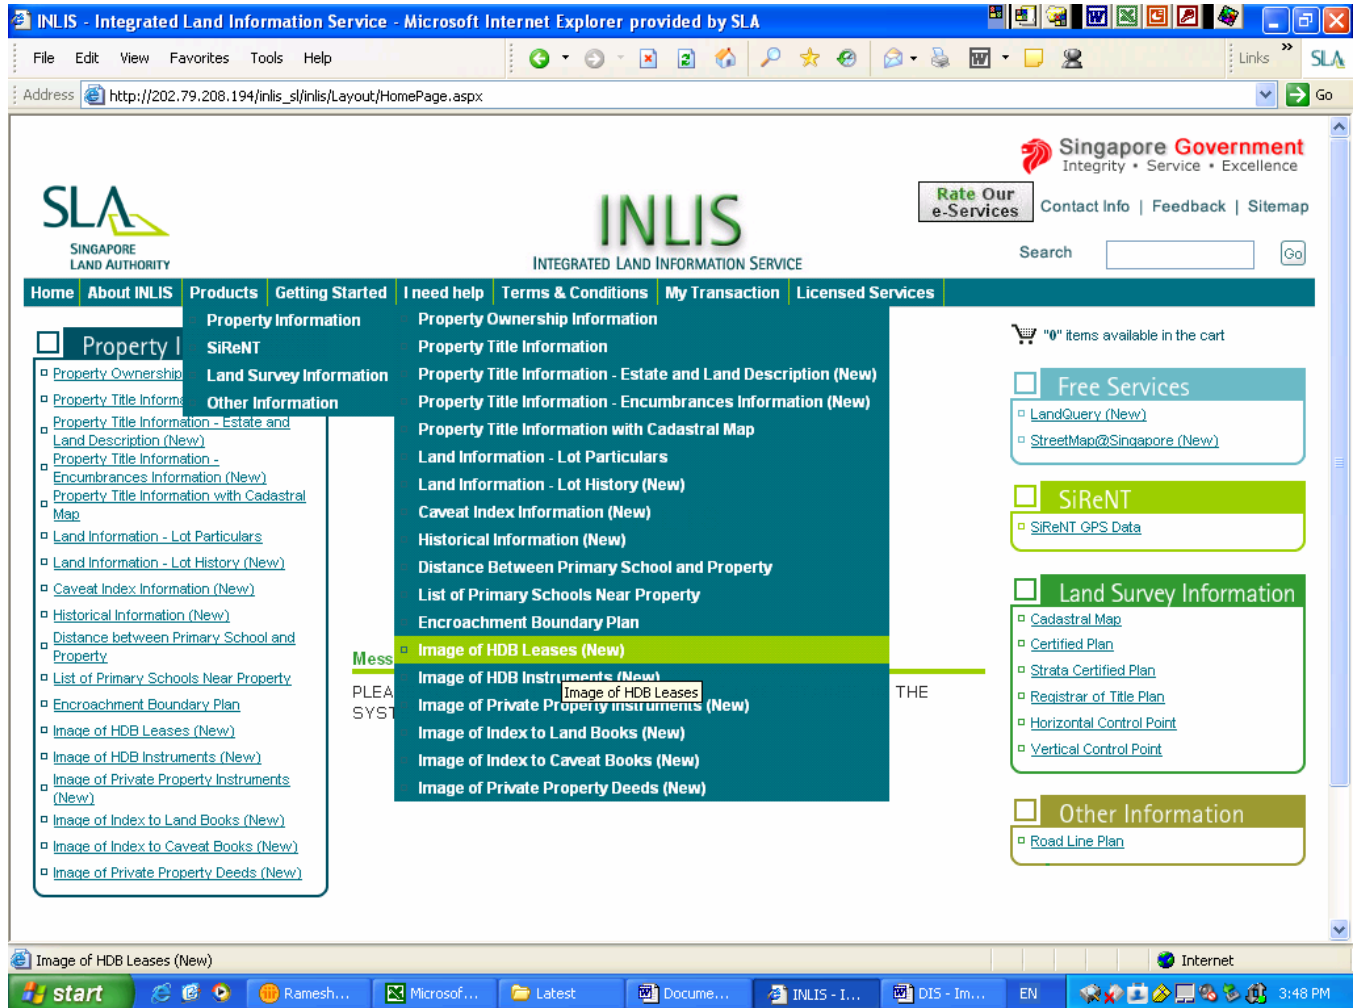 INLIS - Integrated Land Information Service - Microsoft Internet Explorer provided by SLA
File Edit View Favorites Tools Help
Links
SLA
Address http://202.79.208.194/inlis_sl/inlis/Layout/HomePage.aspx
Go
Singapore Government
Integrity • Service • Excellence
Rate Our
e-Services
Contact Info | Feedback | Sitemap
SLA
SINGAPORE
LAND AUTHORITY
INLIS
INTEGRATED LAND INFORMATION SERVICE
Search
Go
Home About INLIS Products Getting Started I need help Terms & Conditions My Transaction Licensed Services
Property Information
SiReNT
Land Survey Information
Other Information
Property Ownership Information
Property Title Information
Property Title Information - Estate and Land Description (New)
Property Title Information - Encumbrances Information (New)
Property Title Information with Cadastral Map
Land Information - Lot Particulars
Land Information - Lot History (New)
Caveat Index Information (New)
Historical Information (New)
Distance Between Primary School and Property
List of Primary Schools Near Property
Encroachment Boundary Plan
Image of HDB Leases (New)
Image of HDB Instruments (New)
Image of HDB Leases
Image of Private Property Instruments (New)
Image of Index to Land Books (New)
Image of Index to Caveat Books (New)
Image of Private Property Deeds (New)
Property I
Property Ownership
Property Title Informa
Property Title Information - Estate and
Land Description (New)
Property Title Information -
Encumbrances Information (New)
Property Title Information with Cadastral
Map
Land Information - Lot Particulars
Land Information - Lot History (New)
Caveat Index Information (New)
Historical Information (New)
Distance between Primary School and
Property
List of Primary Schools Near Property
Encroachment Boundary Plan
Image of HDB Leases (New)
Image of HDB Instruments (New)
Image of Private Property Instruments
(New)
Image of Index to Land Books (New)
Image of Index to Caveat Books (New)
Image of Private Property Deeds (New)
Mess
PLEA
THE
SYST
"0" items available in the cart
Free Services
LandQuery (New)
StreetMap@Singapore (New)
SiReNT
SiReNT GPS Data
Land Survey Information
Cadastral Map
Certified Plan
Strata Certified Plan
Registrar of Title Plan
Horizontal Control Point
Vertical Control Point
Other Information
Road Line Plan
Image of HDB Leases (New)
Internet
start
Ramesh...
Microsof...
Latest
Docume...
INLIS - I...
DIS - Im...
EN
3:48 PM